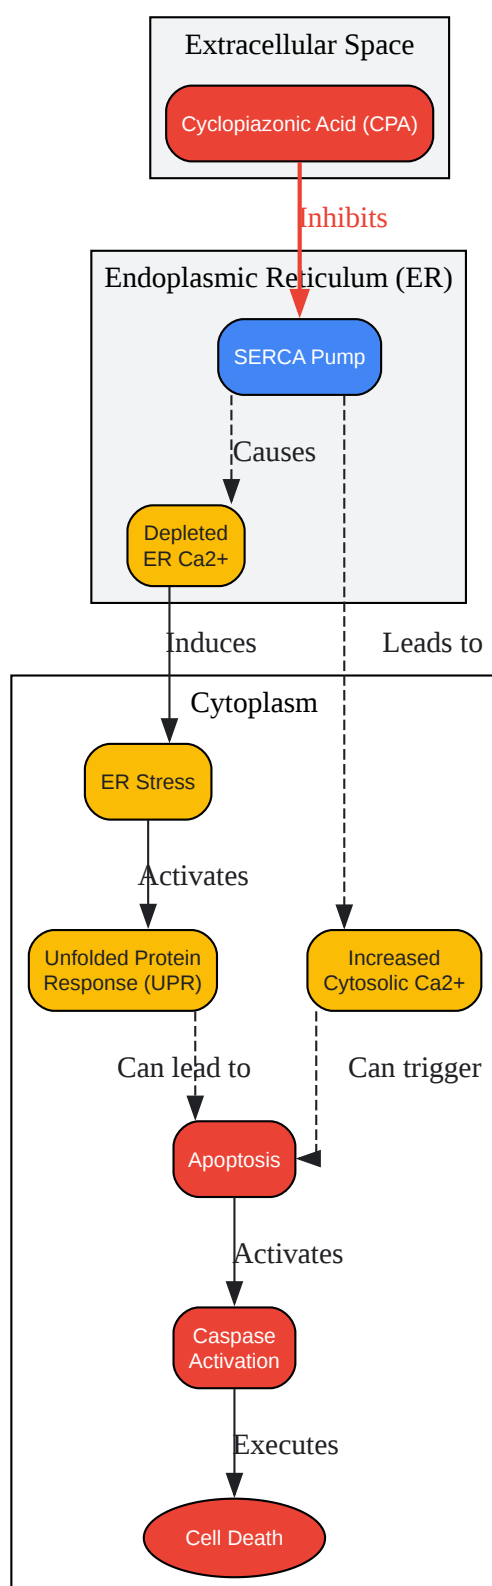 Extracellular Space
Cyclopiazonic Acid (CPA)
Inhibits
Endoplasmic Reticulum (ER)
SERCA Pump
Causes
Depleted
ER Ca2+
Induces
Leads to
Cytoplasm
ER Stress
Activates
Unfolded Protein
Response (UPR)
Increased
Cytosolic Ca2+
Can lead to
Can trigger
Apoptosis
Activates
Caspase
Activation
Executes
Cell Death